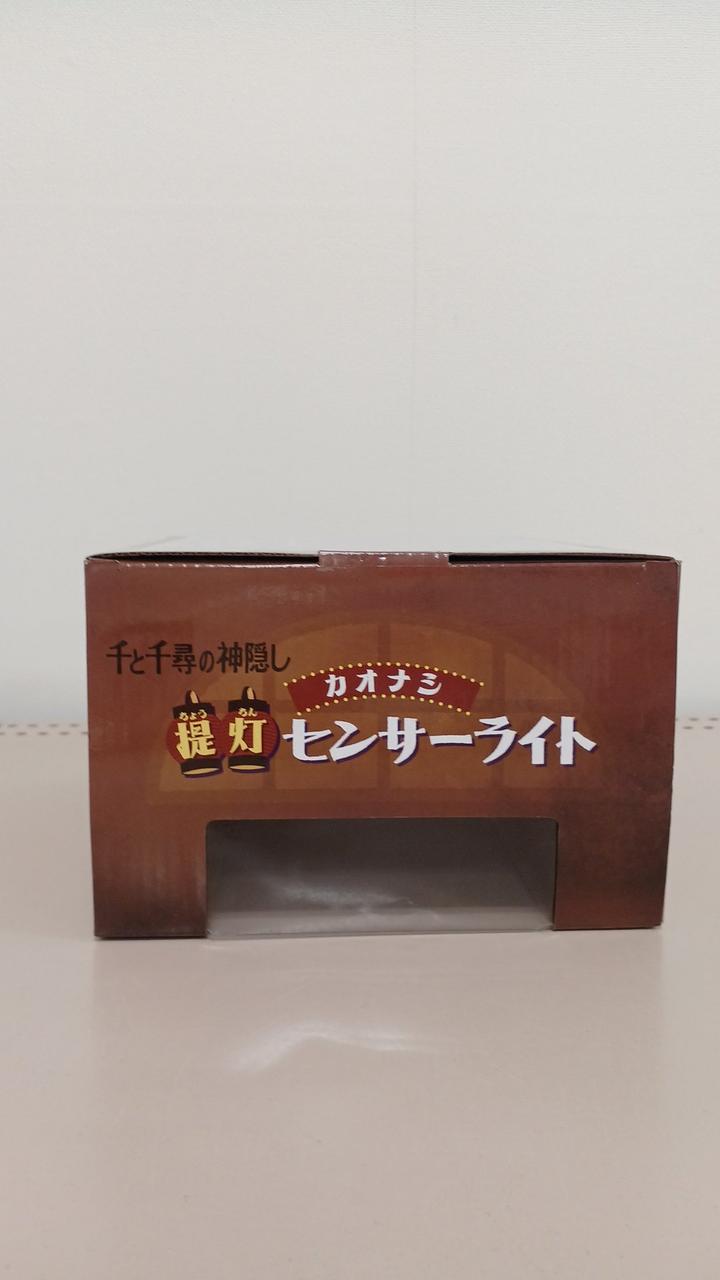 千と千尋の神隠し
カオナシ
ちょう ちん
提灯センサーライト